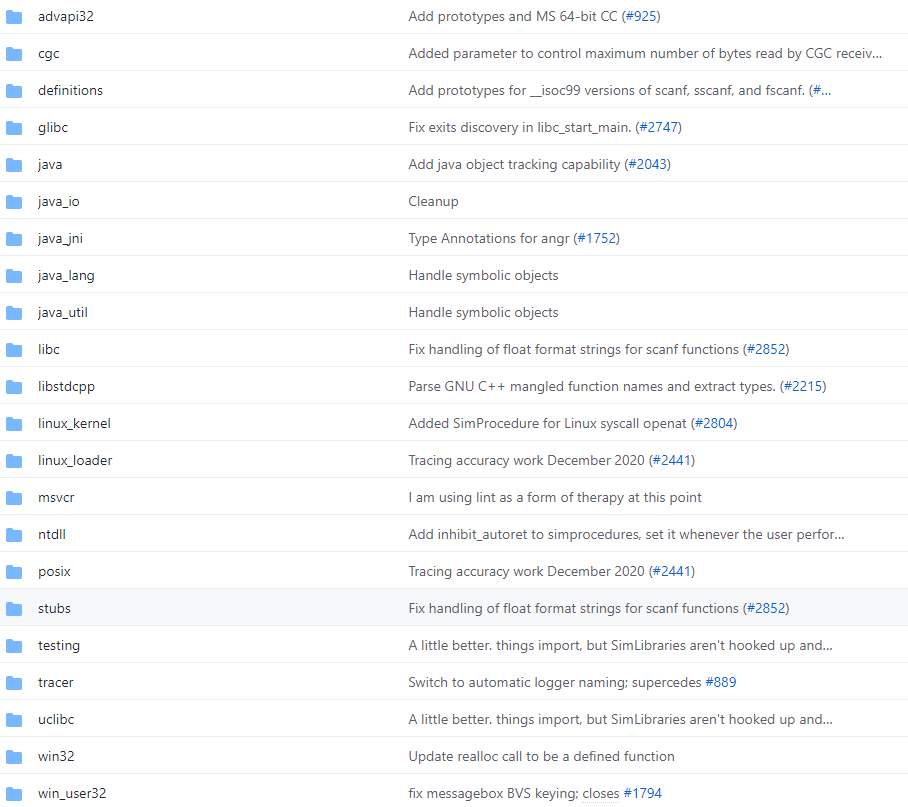 advapi32 Add prototypes and MS 64-bit CC (#925)
cgc Added parameter to control maximum number of bytes read by CGC receiv...
definitions Add prototypes for __isoc99 versions of scanf, sscanf, and fscanf. (#...
glibc Fix exits discovery in libc_start_main. (#2747)
java Add java object tracking capability (#2043)
java_io Cleanup
java_jni Type Annotations for angr (#1752)
java_lang Handle symbolic objects
java_util Handle symbolic objects
libc Fix handling of float format strings for scanf functions (#2852)
libstdcpp Parse GNU C++ mangled function names and extract types. (#2215)
linux_kernel Added SimProcedure for Linux syscall openat (#2804)
linux_loader Tracing accuracy work December 2020 (#2441)
msvcr I am using lint as a form of therapy at this point
ntdll Add inhibit_autoret to simprocedures, set it whenever the user perfor...
posix Tracing accuracy work December 2020 (#2441)
stubs Fix handling of float format strings for scanf functions (#2852)
testing A little better. things import, but SimLibraries aren't hooked up and...
tracer Switch to automatic logger naming; supercedes #889
uclibc A little better. things import, but SimLibraries aren't hooked up and...
win32 Update realloc call to be a defined function
win_user32 fix messagebox BVS keying; closes #1794